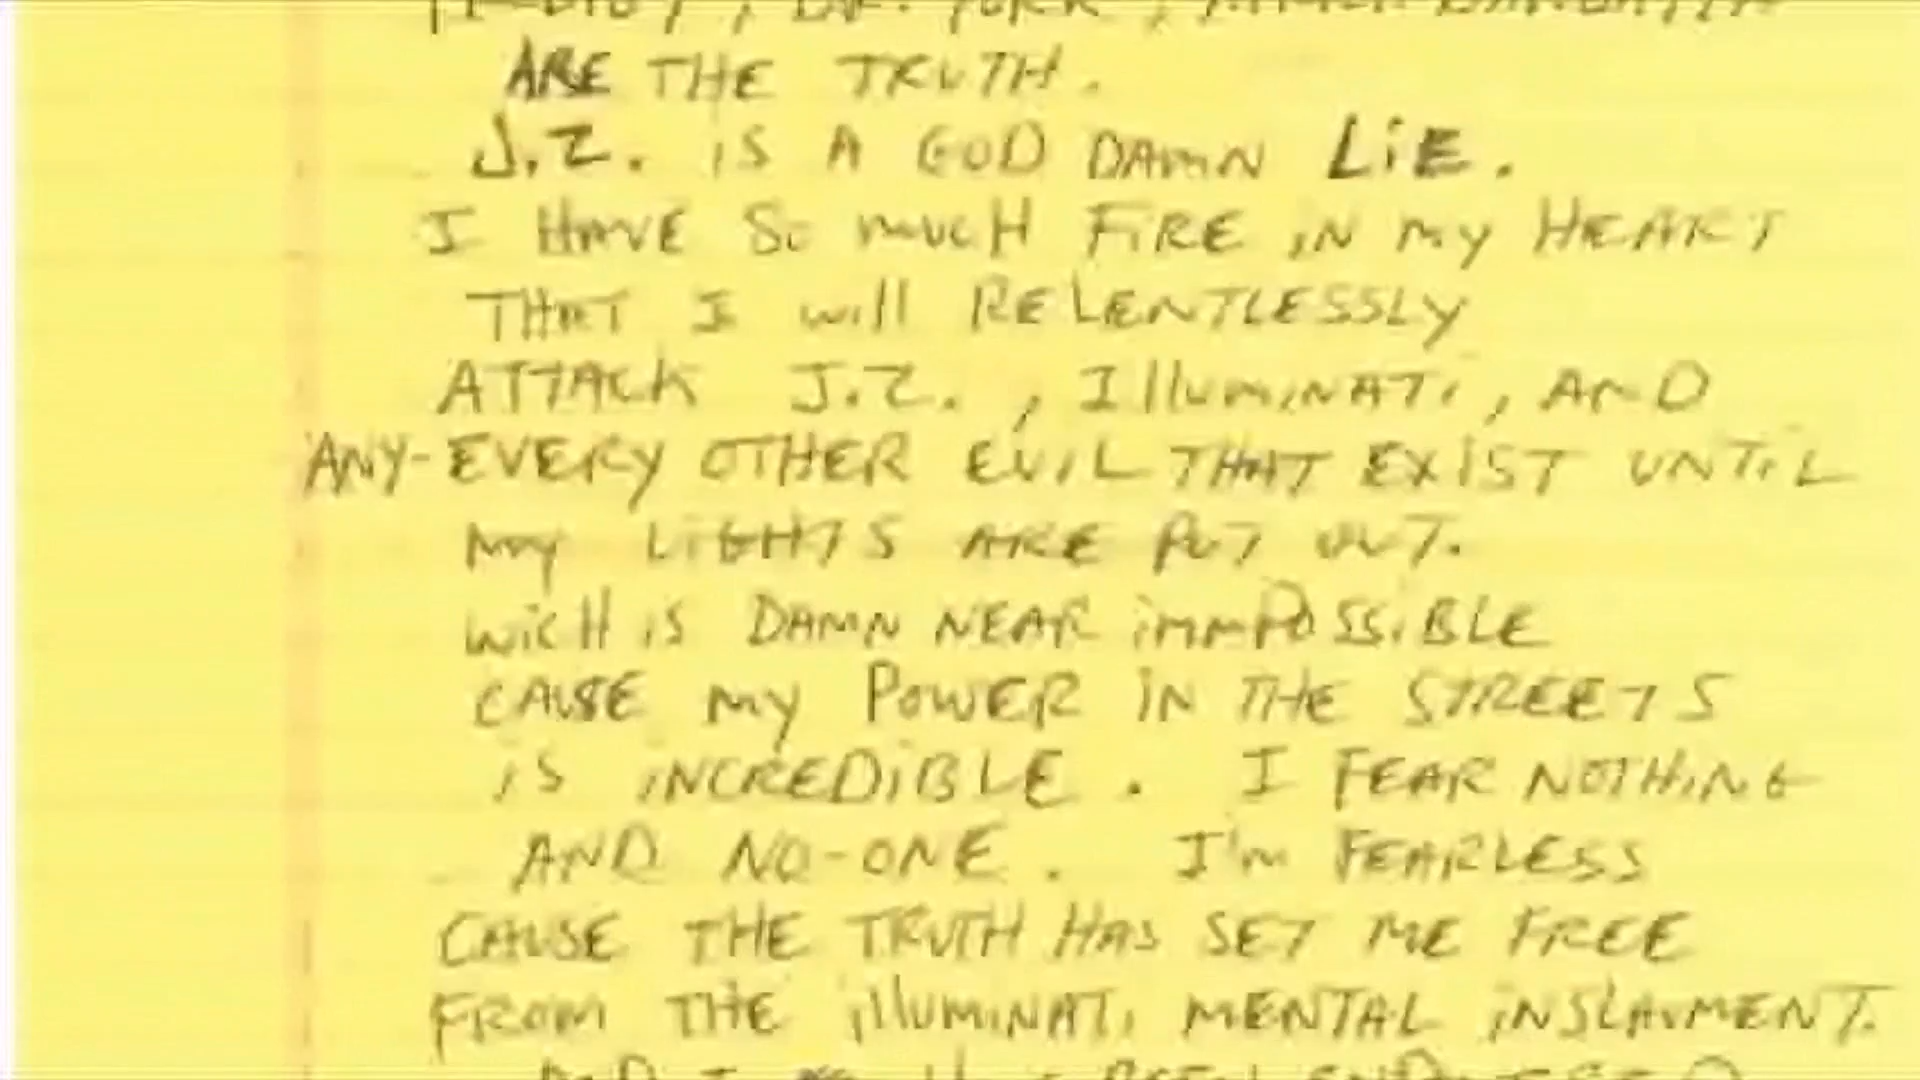 ARE THE TRUTH.
J.Z. iS A GOD DAMN LiE.
I HAVE SO MUCH FiRE iN MY HEART
THAT I will RELENTLESSLY
ATTACK J.Z., IlluMiNATi, AND
ANY-EVERY OTHER EViL THAT EXiST UNTiL
MY LiGHTS ARE PUT OUT.
WiCH iS DAMN NEAR iMMPOSSiBLE
CAUSE MY POWER iN THE STREETS
iS iNCREDiBLE. I FEAR NOTHiNG
AND NO-ONE. I'm FEARLESS
CAUSE THE TRUTH HAS SET ME FREE
FROM THE illuMiNATi MENTAL iNSLAVMENT.